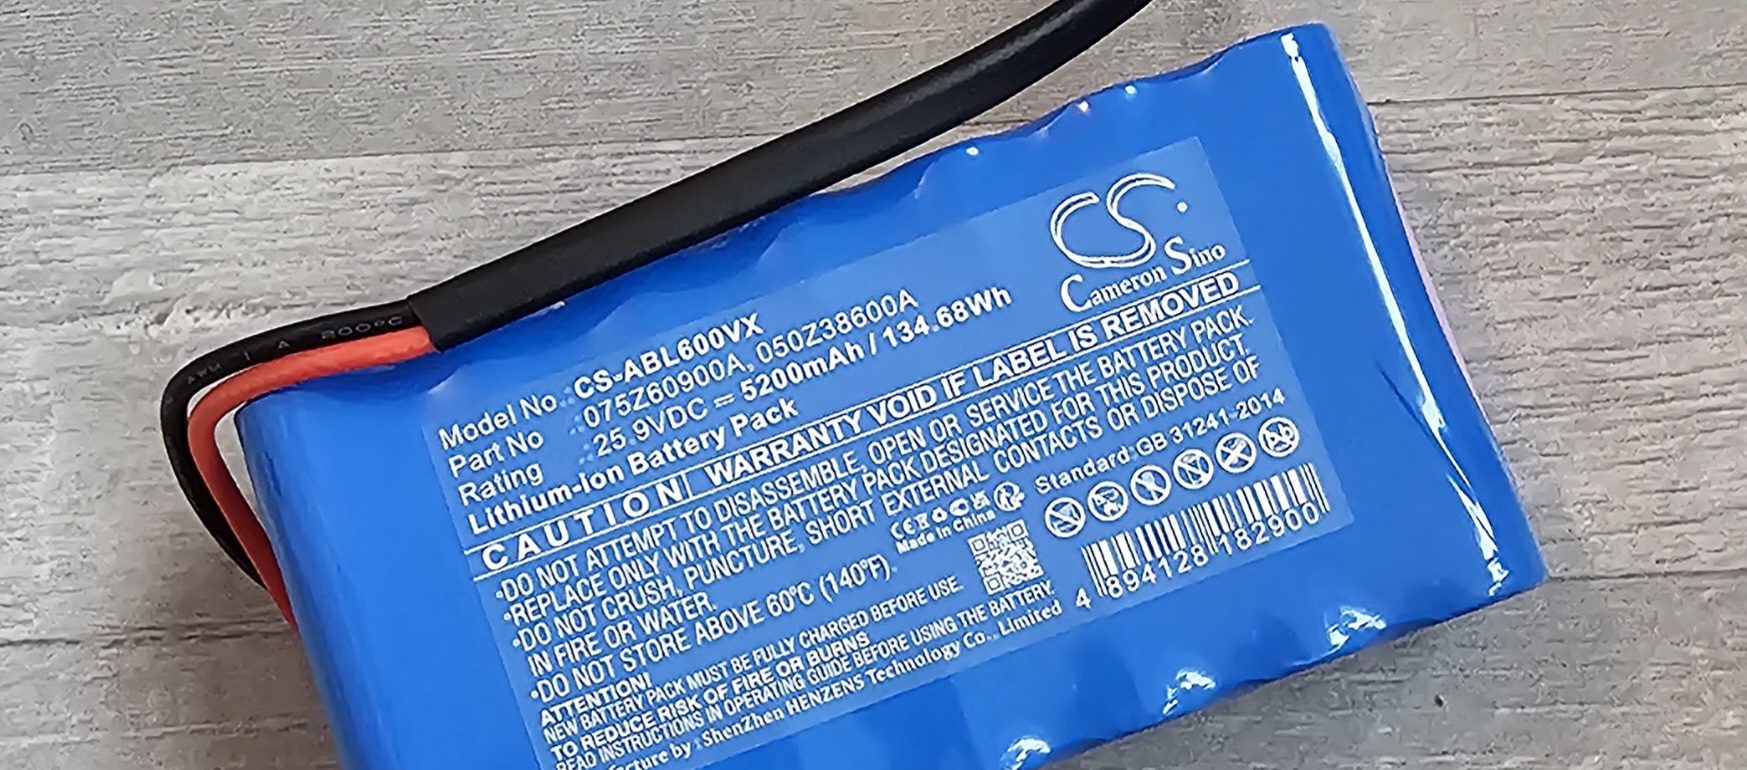 200°C
A
AWM
CS
Cameron Sino
Model No : CS-ABL600VX
Part No : 075Z60900A, 050Z38600A
Rating : 25.9VDC ⎓ 5200mAh / 134.68Wh
Lithium-Ion Battery Pack
CAUTION! WARRANTY VOID IF LABEL IS REMOVED
•DO NOT ATTEMPT TO DISASSEMBLE, OPEN OR SERVICE THE BATTERY PACK.
•REPLACE ONLY WITH THE BATTERY PACK DESIGNATED FOR THIS PRODUCT.
•DO NOT CRUSH, PUNCTURE, SHORT EXTERNAL CONTACTS OR DISPOSE OF
IN FIRE OR WATER.
•DO NOT STORE ABOVE 60°C (140°F).
CE
Made in China
Standard:GB 31241-2014
ATTENTION!
NEW BATTERY PACK MUST BE FULLY CHARGED BEFORE USE.
TO REDUCE RISK OF FIRE OR BURNS
READ INSTRUCTIONS IN OPERATING GUIDE BEFORE USING THE BATTERY.
by : ShenZhen HENZENS Technology Co., Limited
4 894128 182900